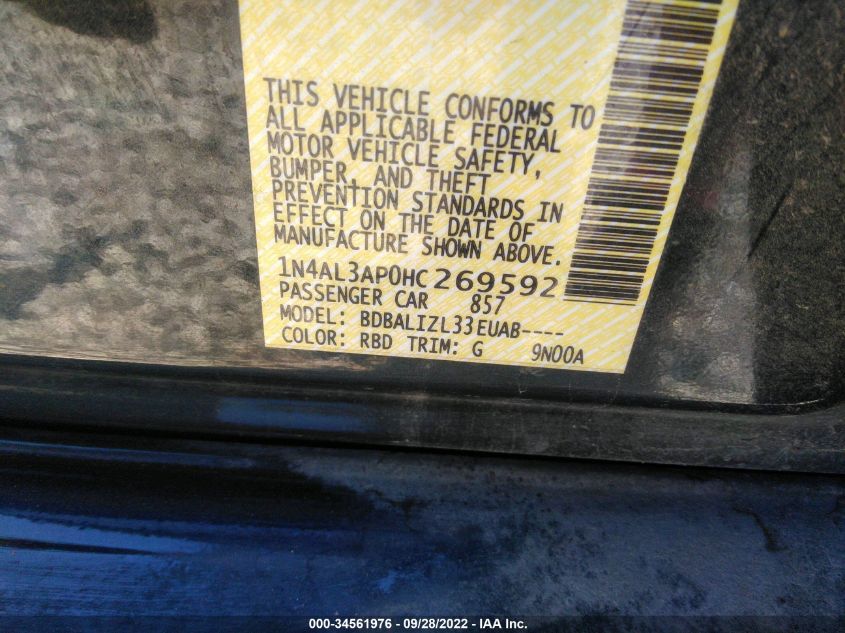 THIS VEHICLE CONFORMS TO
ALL APPLICABLE FEDERAL
MOTOR VEHICLE SAFETY,
BUMPER, AND THEFT
PREVENTION STANDARDS IN
EFFECT ON THE DATE OF
MANUFACTURE SHOWN ABOVE.
1N4AL3AP0HC269592
PASSENGER CAR 857
MODEL: BDBALIZL33EUAB----
COLOR: RBD TRIM: G 9N00A
000-34561976 - 09/28/2022 - IAA Inc.